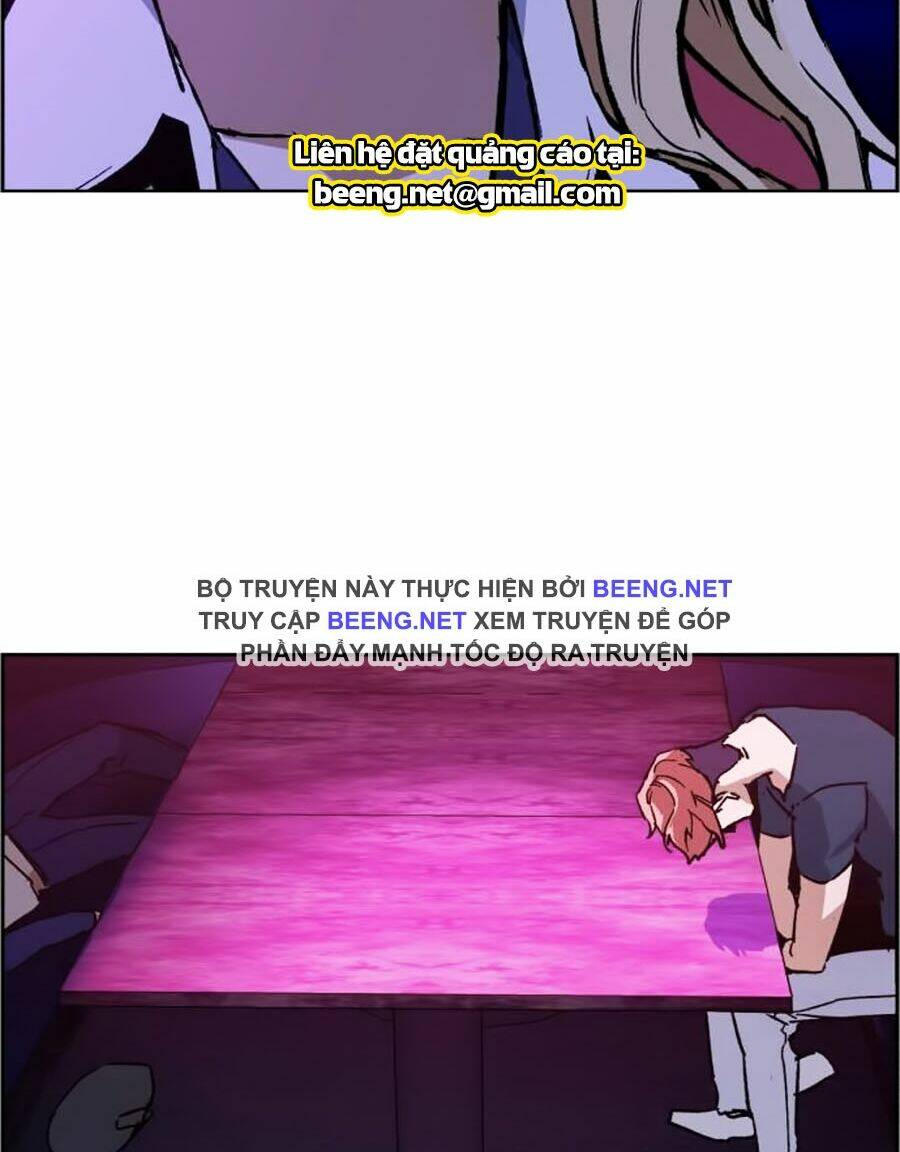 Liên hệ đặt quảng cáo tại:
beeng.net@gmail.com
BỘ TRUYỆN NÀY THỰC HIỆN BỞI BEENG.NET
TRUY CẬP BEENG.NET XEM TRUYỆN ĐỂ GÓP
PHẦN ĐẨY MẠNH TỐC ĐỘ RA TRUYỆN